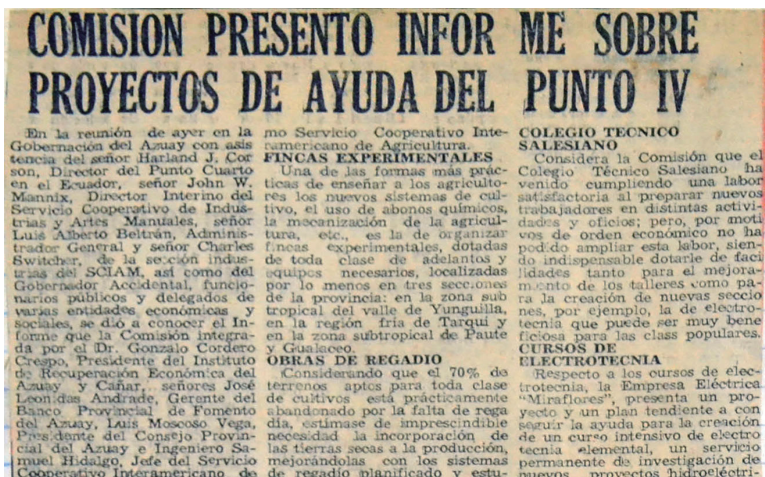 COMISION PRESENTO INFOR ME SOBRE
PROYECTOS DE AYUDA DEL PUNTO IV
En la reunión de ayer en la
Gobernación del Azuay con asis
tencia del señor Harland J. Cor
son, Director del Punto Cuarto
en el Ecuador, señor John W.
Mannix, Director Interino del
Servicio Cooperativo de Indus-
trias y Artes Manuales, señor
Luis Alberto Beltrán, Adminis-
trador General y señor Charles
Switcher, de la sección indus-
trias del SCIAM, así como del
Gobernador Accidental, funcio-
narios públicos y delegados de
varias entidades económicas y
sociales, se dió a conocer el In-
forme que la Comisión integra-
da por el Dr. Gonzalo Cordero
Crespo, Presidente del Instituto
de Recuperación Económica del
Azuay y Cañar, señores José
Leonidas Andrade, Gerente del
Banco Provincial de Fomento
del Azuay, Luis Moscoso Vega,
Presidente del Consejo Provin-
cial del Azuay e Ingeniero Sa-
muel Hidalgo, Jefe del Servicio
Cooperativo Interamericano de
mo Servicio Cooperativo Inte-
ramericano de Agricultura.
FINCAS EXPERIMENTALES
Una de las formas más prác-
ticas de enseñar a los agriculto-
res los nuevos sistemas de cul-
tivo, el uso de abonos químicos,
la mecanización de la agricul-
tura, etc., es la de organizar
fincas experimentales, dotadas
de toda clase de adelantos y
equipos necesarios, localizadas
por lo menos en tres secciones
de la provincia: en la zona sub
tropical del valle de Yunguilla,
en la región fria de Tarqui y
en la zona subtropical de Paute
y Gualaceo.
OBRAS DE REGADIO
Considerando que el 70% de
terrenos aptos para toda clase
de cultivos está prácticamente
abandonado por la falta de rega
dío, estímase de imprescindible
necesidad la incorporación de
las tierras secas a la producción,
mejorándolas con los sistemas
de regadío planificado y estu-
COLEGIO TECNICO
SALESIANO
Considera la Comisión que el
Colegio Técnico Salesiano ha
venido cumpliendo una labor
satisfactoria al preparar nuevos
trabajadores en distintas activi-
dades y oficios; pero, por moti
vos de orden económico no ha
podido ampliar esta labor, sien-
do indispensable dotarle de faci
lidades tanto para el mejora-
miento de los talleres como pa-
ra la creación de nuevas seccio
nes, por ejemplo, la de electro-
tecnia que puede ser muy bene
ficiosa para las class populares.
CURSOS DE
ELECTROTECNIA
Respecto a los cursos de elec-
trotecnia, la Empresa Eléctrica
“Miraflores”, presenta un pro-
yecto y un plan tendiente a con
seguir la ayuda para la creación
de un curso intensivo de electro
tecnia elemental, un servicio
permanente de investigación de
nuevos proyectos hidroeléctri-